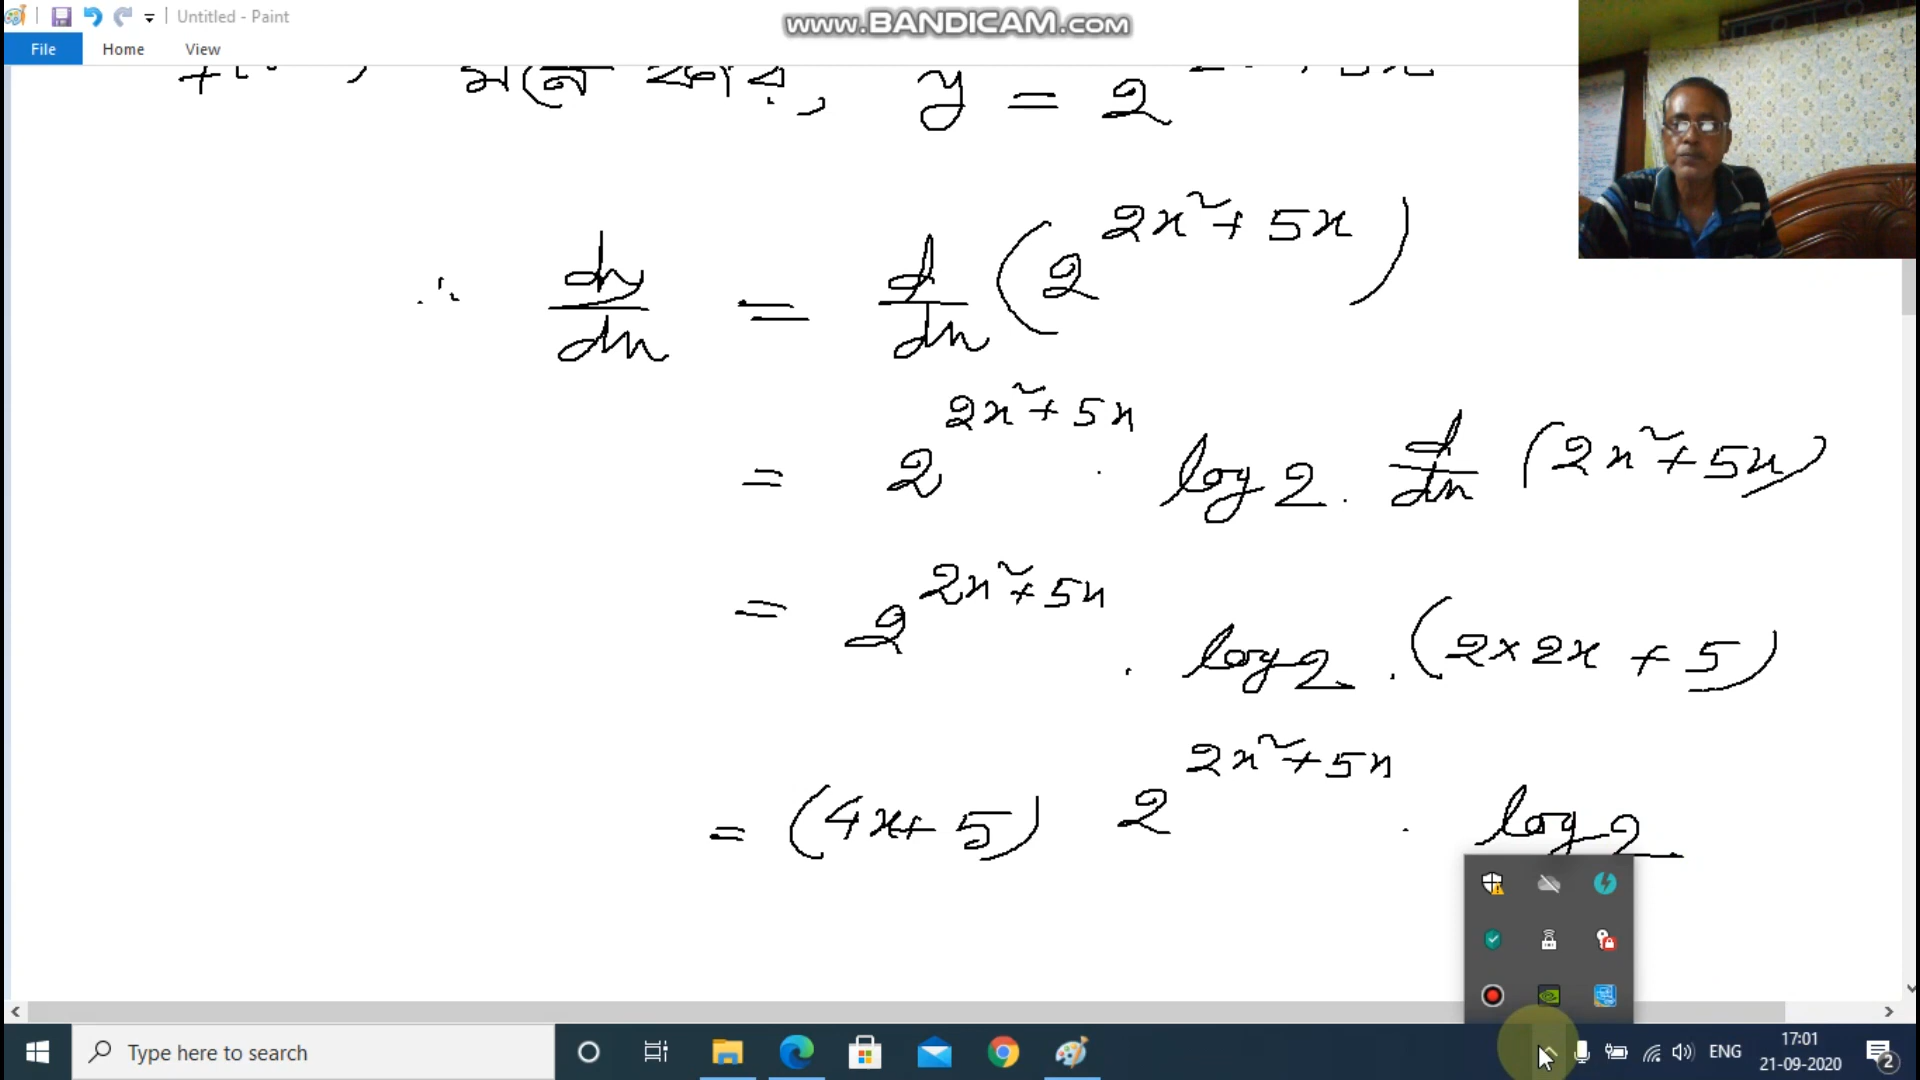 Untitled - Paint
www.BANDICAM.com
File Home View
মনে করি, y = 2
∴ dy/dx = d/dx (2^(2x²+5x))
= 2^(2x²+5x) . log 2 . d/dx (2x²+5x)
= 2^(2x²+5x) . log 2 . (2×2x + 5)
= (4x+5) 2^(2x²+5x) . log 2
Type here to search
ENG
17:01
21-09-2020
2